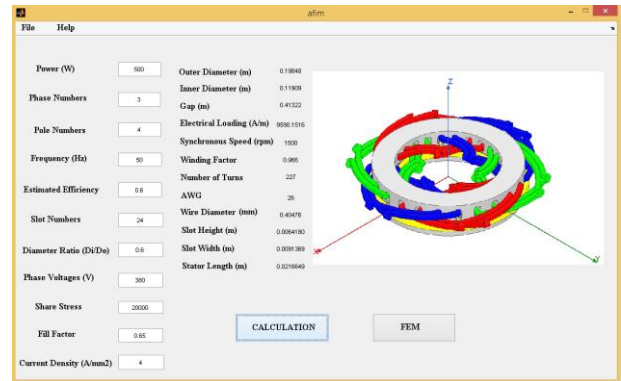 afim
File Help
Power (W) 500
Phase Numbers 3
Pole Numbers 4
Frequency (Hz) 50
Estimated Efficiency 0.6
Slot Numbers 24
Diameter Ratio (Di/Do) 0.6
Phase Voltages (V) 380
Share Stress 20000
Fill Factor 0.65
Current Density (A/mm2) 4
Outer Diameter (m) 0.19848
Inner Diameter (m) 0.11909
Gap (m) 0.41322
Electrical Loading (A/m) 9590.1516
Synchronous Speed (rpm) 1500
Winding Factor 0.966
Number of Turns 227
AWG 26
Wire Diameter (mm) 0.40476
Slot Height (m) 0.0064180
Slot Width (m) 0.0091369
Stator Length (m) 0.0216649
Z
X
Y
CALCULATION FEM